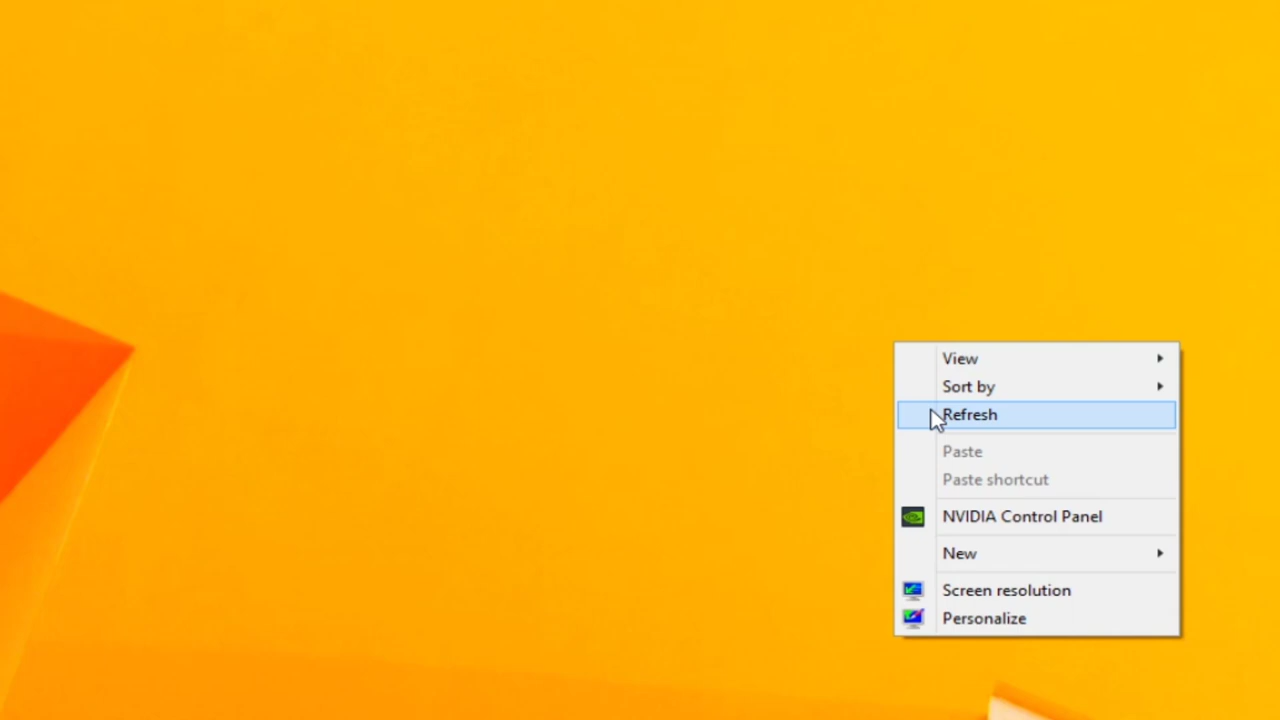 View
Sort by
Refresh
Paste
Paste shortcut
NVIDIA Control Panel
New
Screen resolution
Personalize